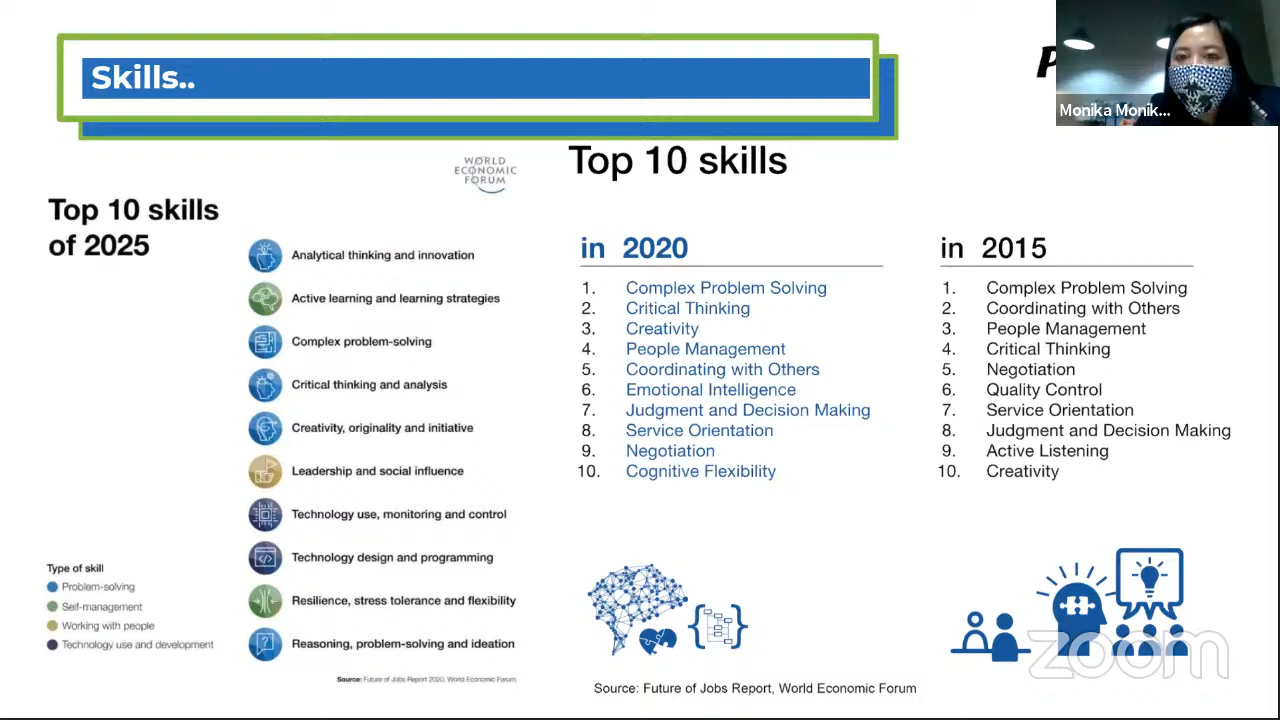 Skills..
P
Monika Monik...
WORLD
ECONOMIC
FORUM
Top 10 skills
of 2025
Analytical thinking and innovation
Active learning and learning strategies
Complex problem-solving
Critical thinking and analysis
Creativity, originality and initiative
Leadership and social influence
Technology use, monitoring and control
Technology design and programming
Resilience, stress tolerance and flexibility
Reasoning, problem-solving and ideation
Type of skill
Problem-solving
Self-management
Working with people
Technology use and development
Source: Future of Jobs Report 2020, World Economic Forum
Top 10 skills
in 2020
1. Complex Problem Solving
2. Critical Thinking
3. Creativity
4. People Management
5. Coordinating with Others
6. Emotional Intelligence
7. Judgment and Decision Making
8. Service Orientation
9. Negotiation
10. Cognitive Flexibility
in 2015
1. Complex Problem Solving
2. Coordinating with Others
3. People Management
4. Critical Thinking
5. Negotiation
6. Quality Control
7. Service Orientation
8. Judgment and Decision Making
9. Active Listening
10. Creativity
Source: Future of Jobs Report, World Economic Forum
zoom